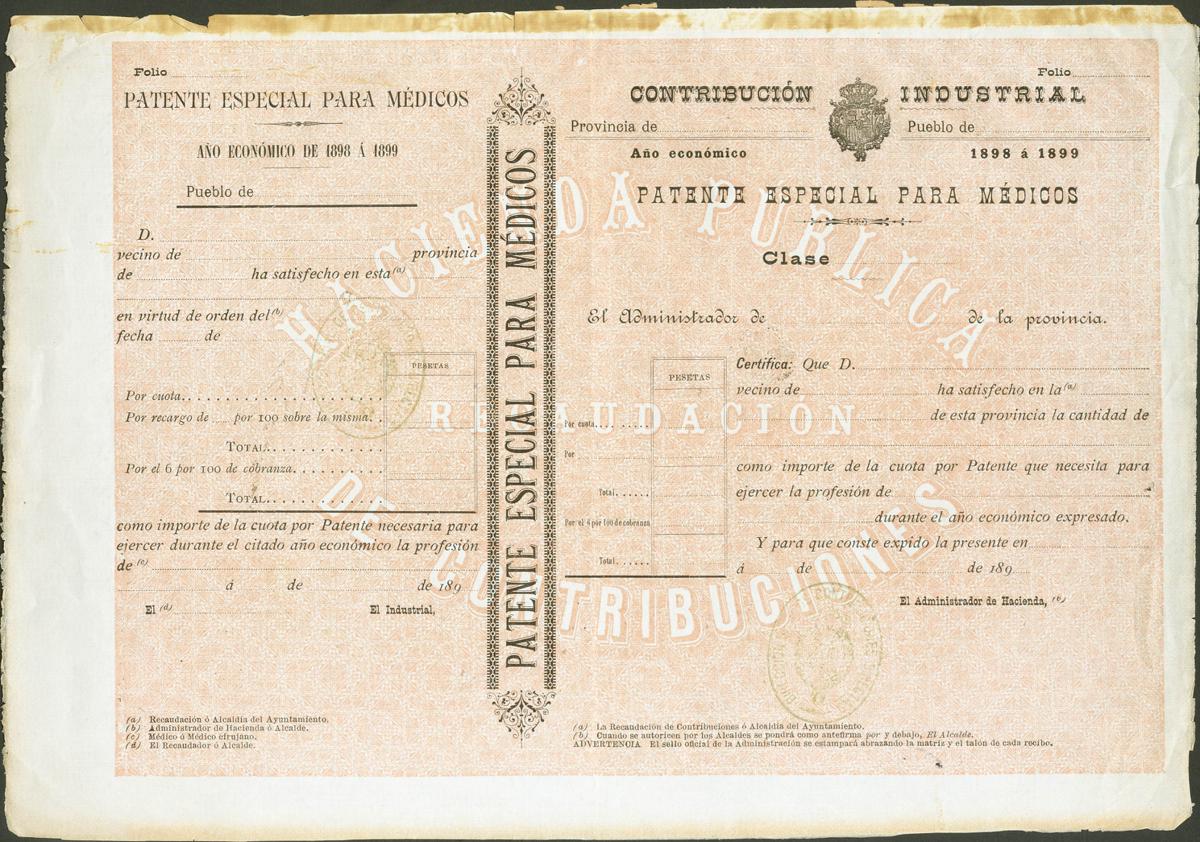 Folio
PATENTE ESPECIAL PARA MÉDICOS
AÑO ECONÓMICO DE 1898 Á 1899
Pueblo de
D.
vecino de provincia
de ha satisfecho en esta (a)
en virtud de orden del (b)
fecha de
PESETAS
Por cuota
Por recargo de por 100 sobre la misma
TOTAL
Por el 6 por 100 de cobranza
TOTAL
como importe de la cuota por Patente necesaria para
ejercer durante el citado año económico la profesión
de (c)
á de de 189
El (d) El Industrial,
(a) Recaudación ó Alcaldía del Ayuntamiento.
(b) Administrador de Hacienda ó Alcalde.
(c) Médico ó Médico cirujano.
(d) El Recaudador ó Alcalde.
PATENTE ESPECIAL PARA MÉDICOS
Folio
CONTRIBUCIÓN INDUSTRIAL
Provincia de Pueblo de
Año económico 1898 á 1899
PATENTE ESPECIAL PARA MÉDICOS
Clase
El Administrador de de la provincia.
PESETAS
Por cuota
Por
Total
Por el 6 por 100 de cobranza
Total
Certifica: Que D.
vecino de ha satisfecho en la (a)
de esta provincia la cantidad de
como importe de la cuota por Patente que necesita para
ejercer la profesión de
durante el año económico expresado.
Y para que conste expido la presente en
á de de 189
El Administrador de Hacienda, (b)
(a) La Recaudación de Contribuciones ó Alcaldía del Ayuntamiento.
(b) Cuando se autoricen por los Alcaldes se pondrá como antefirma por y debajo, El Alcalde.
ADVERTENCIA El sello oficial de la Administración se estampará abrazando la matriz y el talón de cada recibo.
HACIENDA PUBLICA
RECAUDACIÓN
DE CONTRIBUCIONES